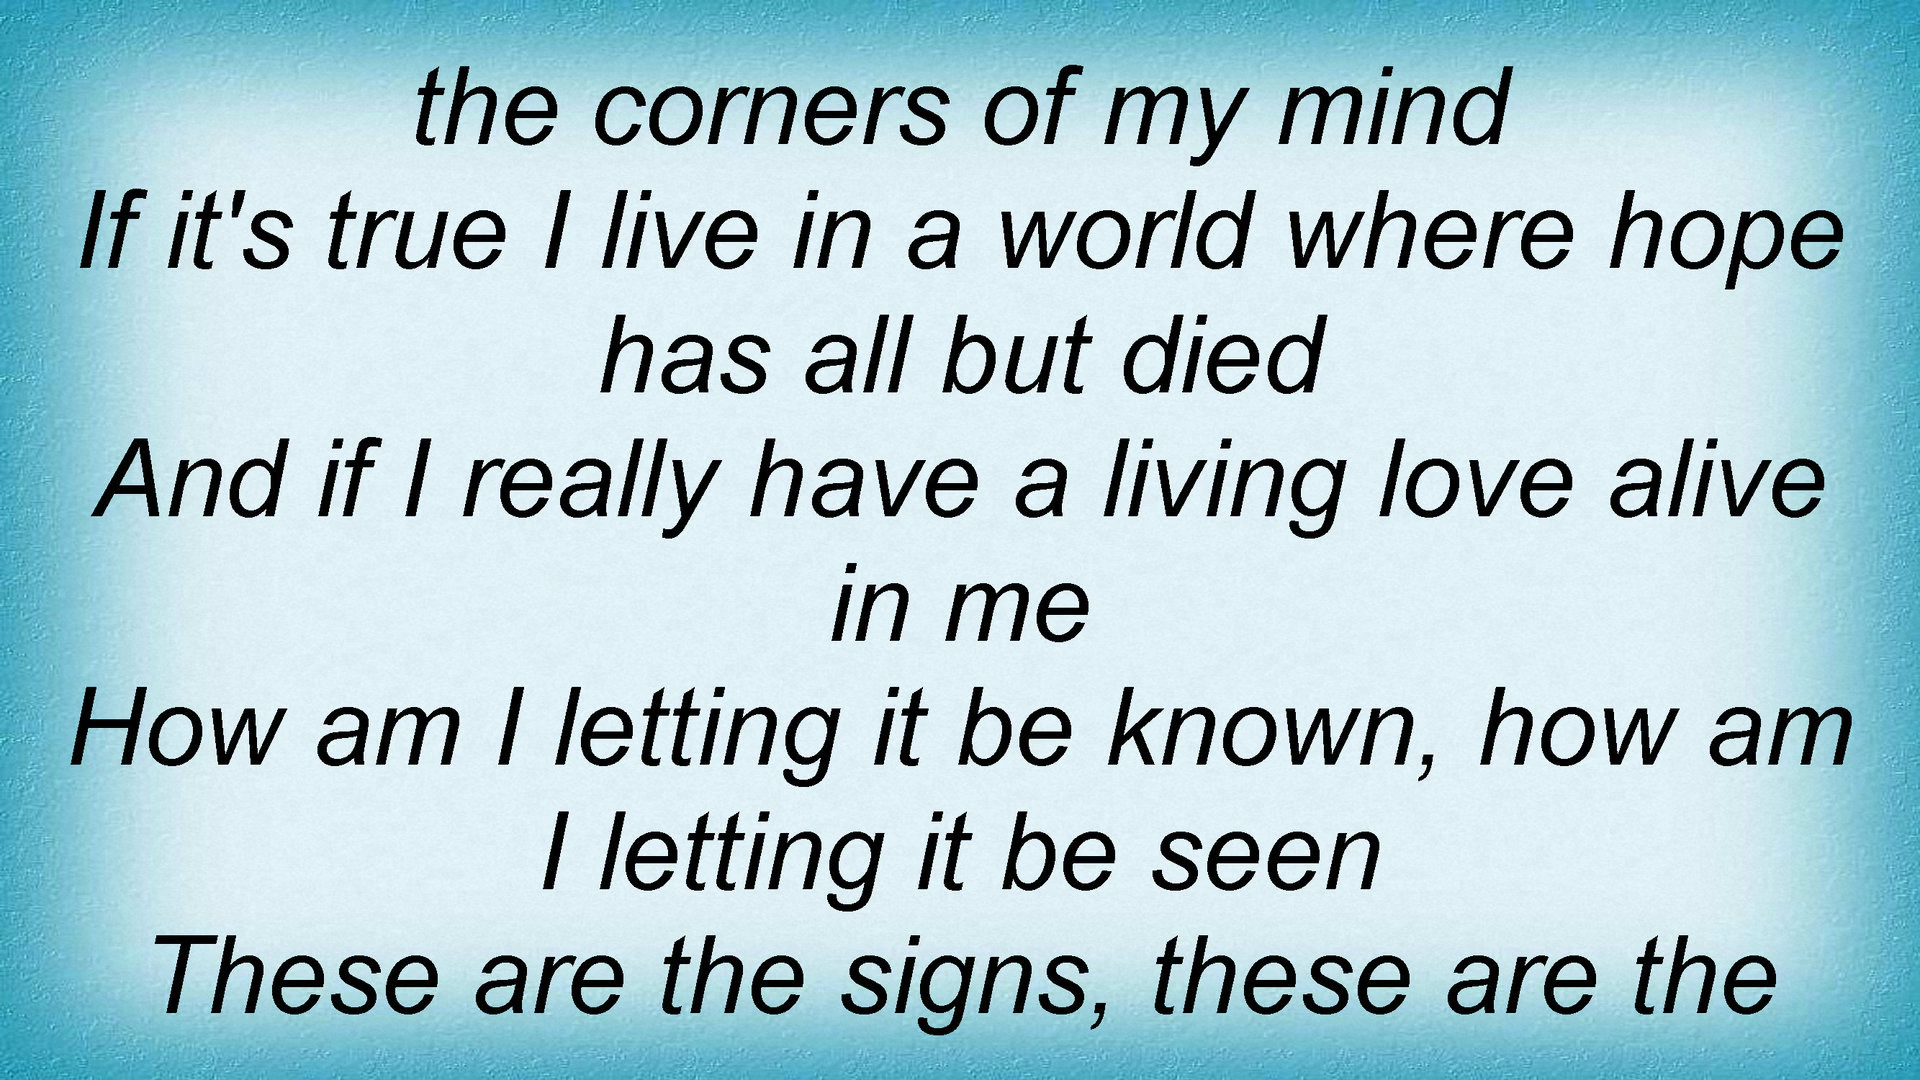 the corners of my mind
If it's true I live in a world where hope
has all but died
And if I really have a living love alive
in me
How am I letting it be known, how am
I letting it be seen
These are the signs, these are the